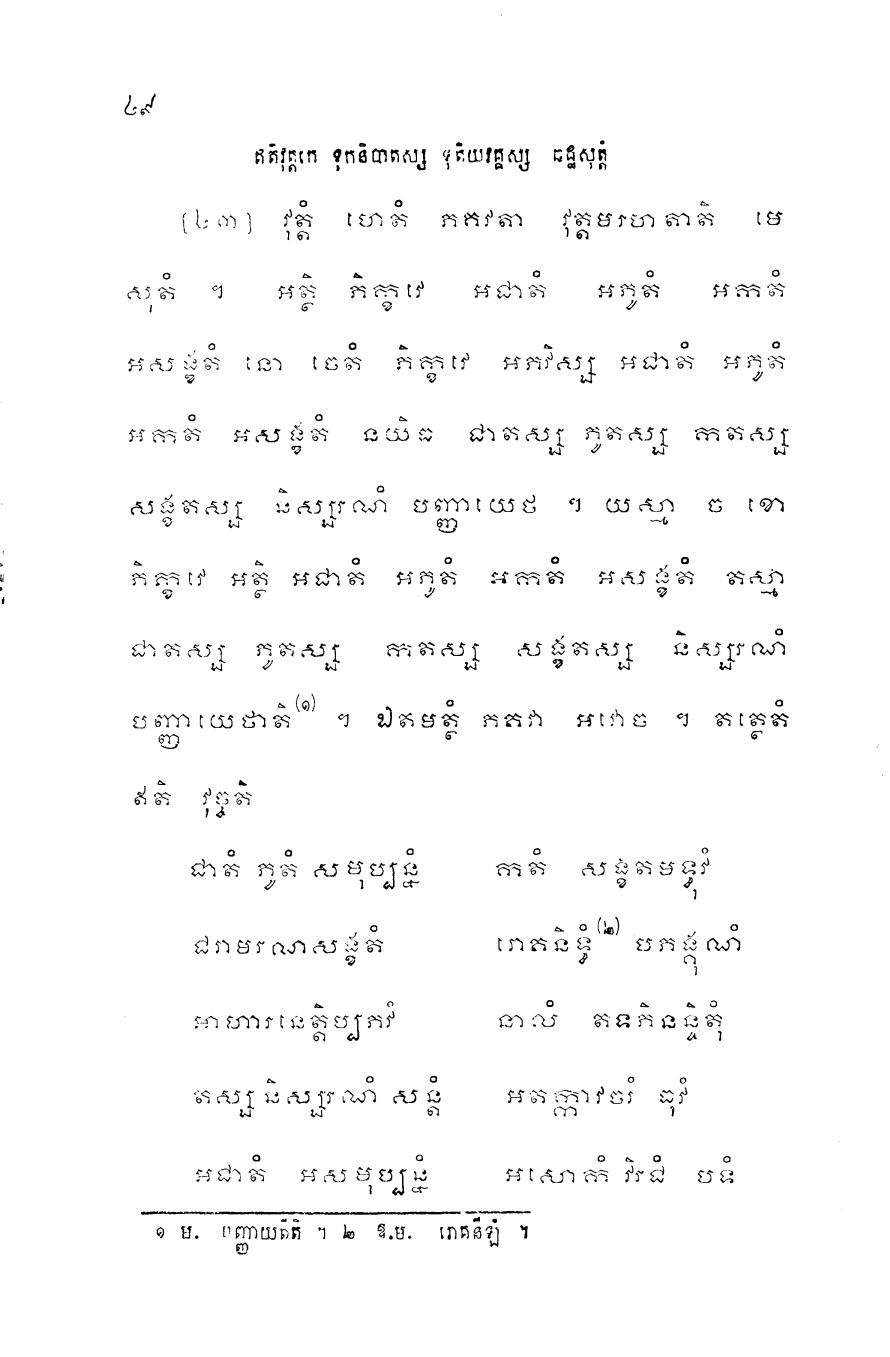 ៤៩
ឥតិវុត្តកេ ទុកនិបាតស្ស ទុតិយវគ្គស្ស ឆដ្ឋសុត្តំ
[៤៣] វុត្តំ ហេតំ ភគវតា វុត្តមរហតាតិ មេ
សុតំ ។ អត្ថិ ភិក្ខវេ អជាតំ អភូតំ អកតំ
អសង្ខតំ នោ ចេតំ ភិក្ខវេ អភវិស្ស អជាតំ អភូតំ
អកតំ អសង្ខតំ នយិធ ជាតស្ស ភូតស្ស កតស្ស
សង្ខតស្ស និស្សរណំ បញ្ញាយេថ ។ យស្មា ច ខោ
ភិក្ខវេ អត្ថិ អជាតំ អភូតំ អកតំ អសង្ខតំ តស្មា
ជាតស្ស ភូតស្ស កតស្ស សង្ខតស្ស និស្សរណំ
បញ្ញាយេថាតិ(១) ។ ឯតមត្ថំ ភគវា អវោច ។ តត្ថេតំ
ឥតិ វុច្ចតិ
ជាតំ ភូតំ សមុប្បន្នំ កតំ សង្ខតមទ្ធុវំ
ជរាមរណសង្ខតំ រោគនិទ្ធំ(២) បភង្គុណំ
អាហារនេត្តិប្បភវំ នាលំ តទភិនន្ទិតុំ
តស្ស និស្សរណំ សន្តំ អតក្កាវចរំ ធុវំ
អជាតំ អសមុប្បន្នំ អសោកំ វិរជំ បទំ
១ ម. បញ្ញាយតីតិ ។ ២ ឱ.ម. រោគនីឡំ ។